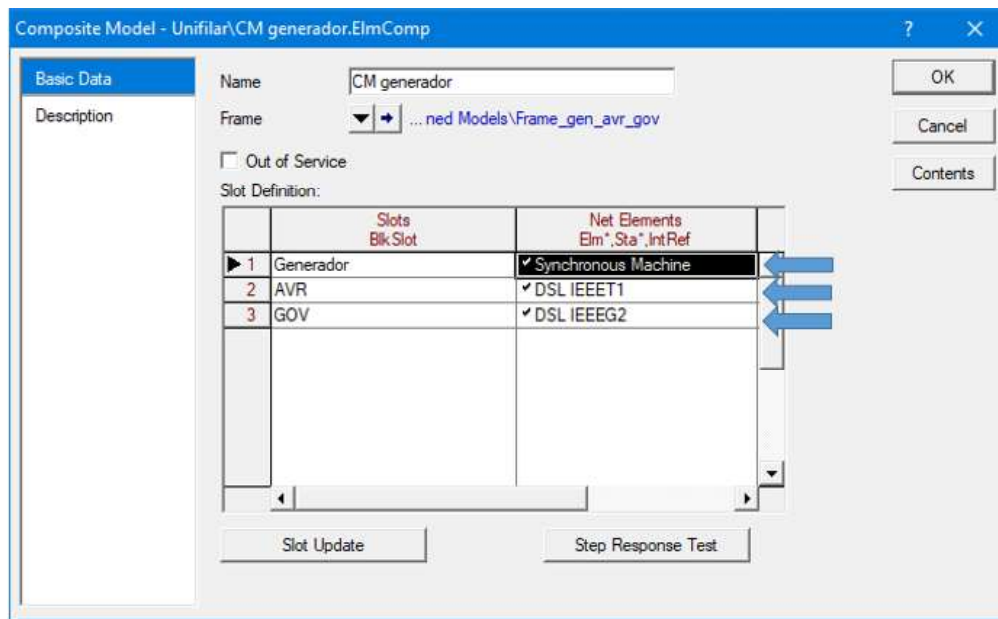 Composite Model - Unifilar\CM generador.ElmComp ? ×
Basic Data
Description
Name CM generador
Frame ... ned Models\Frame_gen_avr_gov
Out of Service
Slot Definition:
Slots Net Elements
BlkSlot Elm*,Sta*,IntRef
1 Generador Synchronous Machine
2 AVR DSL IEEET1
3 GOV DSL IEEEG2
Slot Update Step Response Test
OK
Cancel
Contents